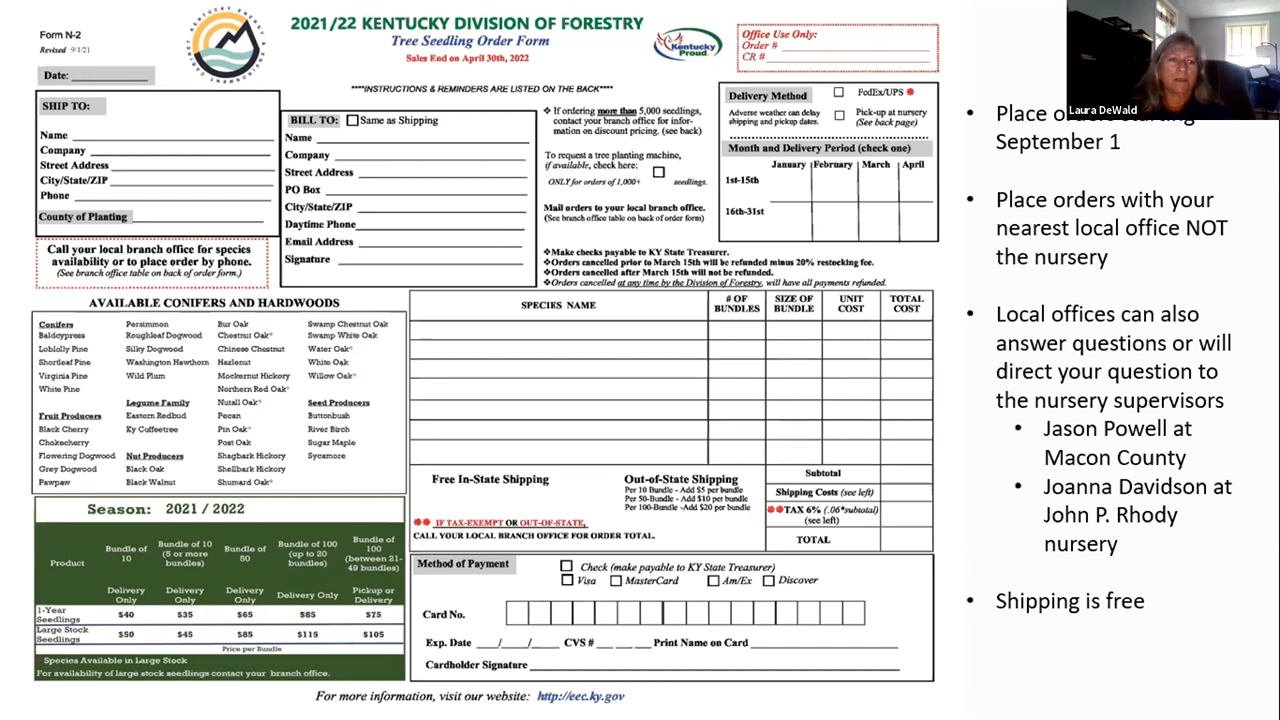 Form N-2
Revised 9/1/21
Date:
2021/22 KENTUCKY DIVISION OF FORESTRY
Tree Seedling Order Form
Sales End on April 30th, 2022
Kentucky
Proud
Office Use Only:
Order #
CR #
****INSTRUCTIONS & REMINDERS ARE LISTED ON THE BACK****
SHIP TO:
Name
Company
Street Address
City/State/ZIP
Phone
County of Planting
Call your local branch office for species
availability or to place order by phone.
(See branch office table on back of order form.)
BILL TO: Same as Shipping
Name
Company
Street Address
PO Box
City/State/ZIP
Daytime Phone
Email Address
Signature
❖If ordering more than 5,000 seedlings,
contact your branch office for infor-
mation on discount pricing. (see back)
To request a tree planting machine,
if available, check here:
ONLY for orders of 1,000+ seedlings.
Mail orders to your local branch office.
(See branch office table on back of order form)
Delivery Method
FedEx/UPS
Adverse weather can delay
shipping and pickup dates.
Pick-up at nursery
(See back page)
Month and Delivery Period (check one)
January February March April
1st-15th
16th-31st
❖Make checks payable to KY State Treasurer.
❖Orders cancelled prior to March 15th will be refunded minus 20% restocking fee.
❖Orders cancelled after March 15th will not be refunded.
❖Orders cancelled at any time by the Division of Forestry, will have all payments refunded.
AVAILABLE CONIFERS AND HARDWOODS
Conifers
Baldcypress
Loblolly Pine
Shortleaf Pine
Virginia Pine
White Pine
Fruit Producers
Black Cherry
Chokecherry
Flowering Dogwood
Grey Dogwood
Pawpaw
Persimmon
Roughleaf Dogwood
Silky Dogwood
Washington Hawthorn
Wild Plum
Legume Family
Eastern Redbud
Ky Coffeetree
Nut Producers
Black Oak
Black Walnut
Bur Oak
Chestnut Oak*
Chinese Chestnut
Hazlenut
Mockernut Hickory
Northern Red Oak*
Nutall Oak*
Pecan
Pin Oak*
Post Oak
Shagbark Hickory
Shellbark Hickory
Shumard Oak*
Swamp Chestnut Oak
Swamp White Oak
Water Oak*
White Oak
Willow Oak*
Seed Producers
Buttonbush
River Birch
Sugar Maple
Sycamore
SPECIES NAME
# OF
BUNDLES
SIZE OF
BUNDLE
UNIT
COST
TOTAL
COST
Free In-State Shipping
Out-of-State Shipping
Per 10 Bundle - Add $5 per bundle
Per 50-Bundle - Add $10 per bundle
Per 100-Bundle -Add $20 per bundle
IF TAX-EXEMPT OR OUT-OF-STATE,
CALL YOUR LOCAL BRANCH OFFICE FOR ORDER TOTAL.
Subtotal
Shipping Costs (see left)
TAX 6% (.06*subtotal)
(see left)
TOTAL
Season: 2021 / 2022
Product
Bundle of
10
Bundle of 10
(5 or more
bundles)
Bundle of
50
Bundle of 100
(up to 20
bundles)
Bundle of
100
(between 21-
49 bundles)
Delivery
Only
Delivery
Only
Delivery
Only
Delivery Only
Pickup or
Delivery
1-Year
Seedlings
$40 $35 $65 $85 $75
Large Stock
Seedlings
$50 $45 $85 $115 $105
Price per Bundle
Species Available in Large Stock
For availability of large stock seedlings contact your branch office.
Method of Payment
Check (make payable to KY State Treasurer)
Visa MasterCard Am/Ex Discover
Card No.
Exp. Date ___/___/___ CVS # __ __ __ Print Name on Card
Cardholder Signature
For more information, visit our website: http://eec.ky.gov
Laura DeWald
• Place
September 1
• Place orders with your
nearest local office NOT
the nursery
• Local offices can also
answer questions or will
direct your question to
the nursery supervisors
• Jason Powell at
Macon County
• Joanna Davidson at
John P. Rhody
nursery
• Shipping is free